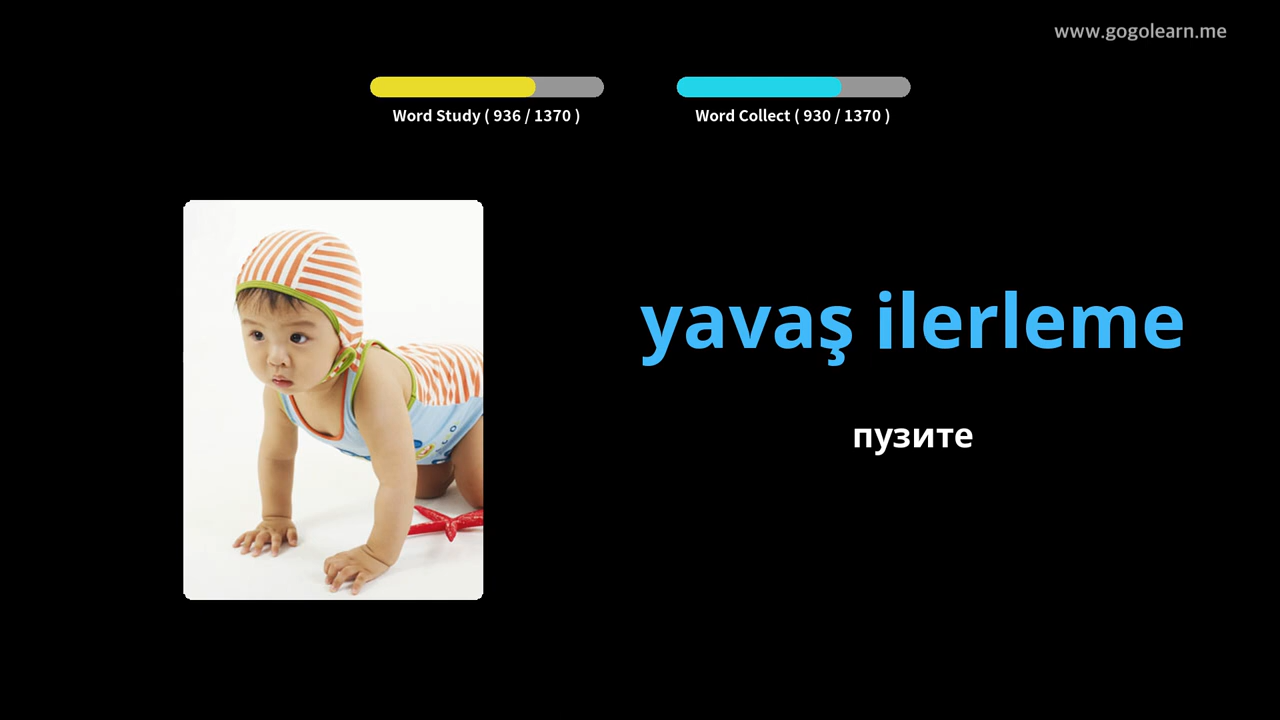 www.gogolearn.me
Word Study ( 936 / 1370 )
Word Collect ( 930 / 1370 )
yavaş ilerleme
пузите